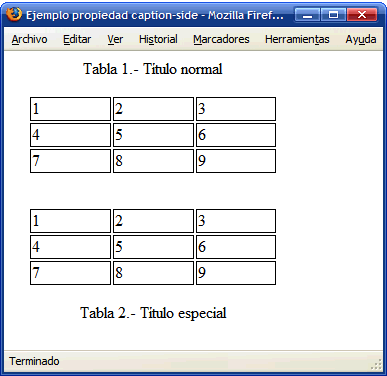 Ejemplo propiedad caption-side - Mozilla Firef...
Archivo Editar Ver Historial Marcadores Herramientas Ayuda
Tabla 1.- Título normal
1 2 3
4 5 6
7 8 9
1 2 3
4 5 6
7 8 9
Tabla 2.- Título especial
Terminado